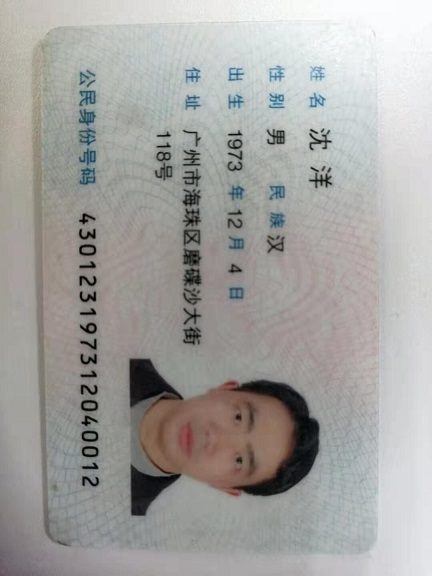 姓名 沈洋
性别 男 民族 汉
出生 1973 年 12 月 4 日
住址 广州市海珠区磨碟沙大街
118号
公民身份号码 430123197312040012